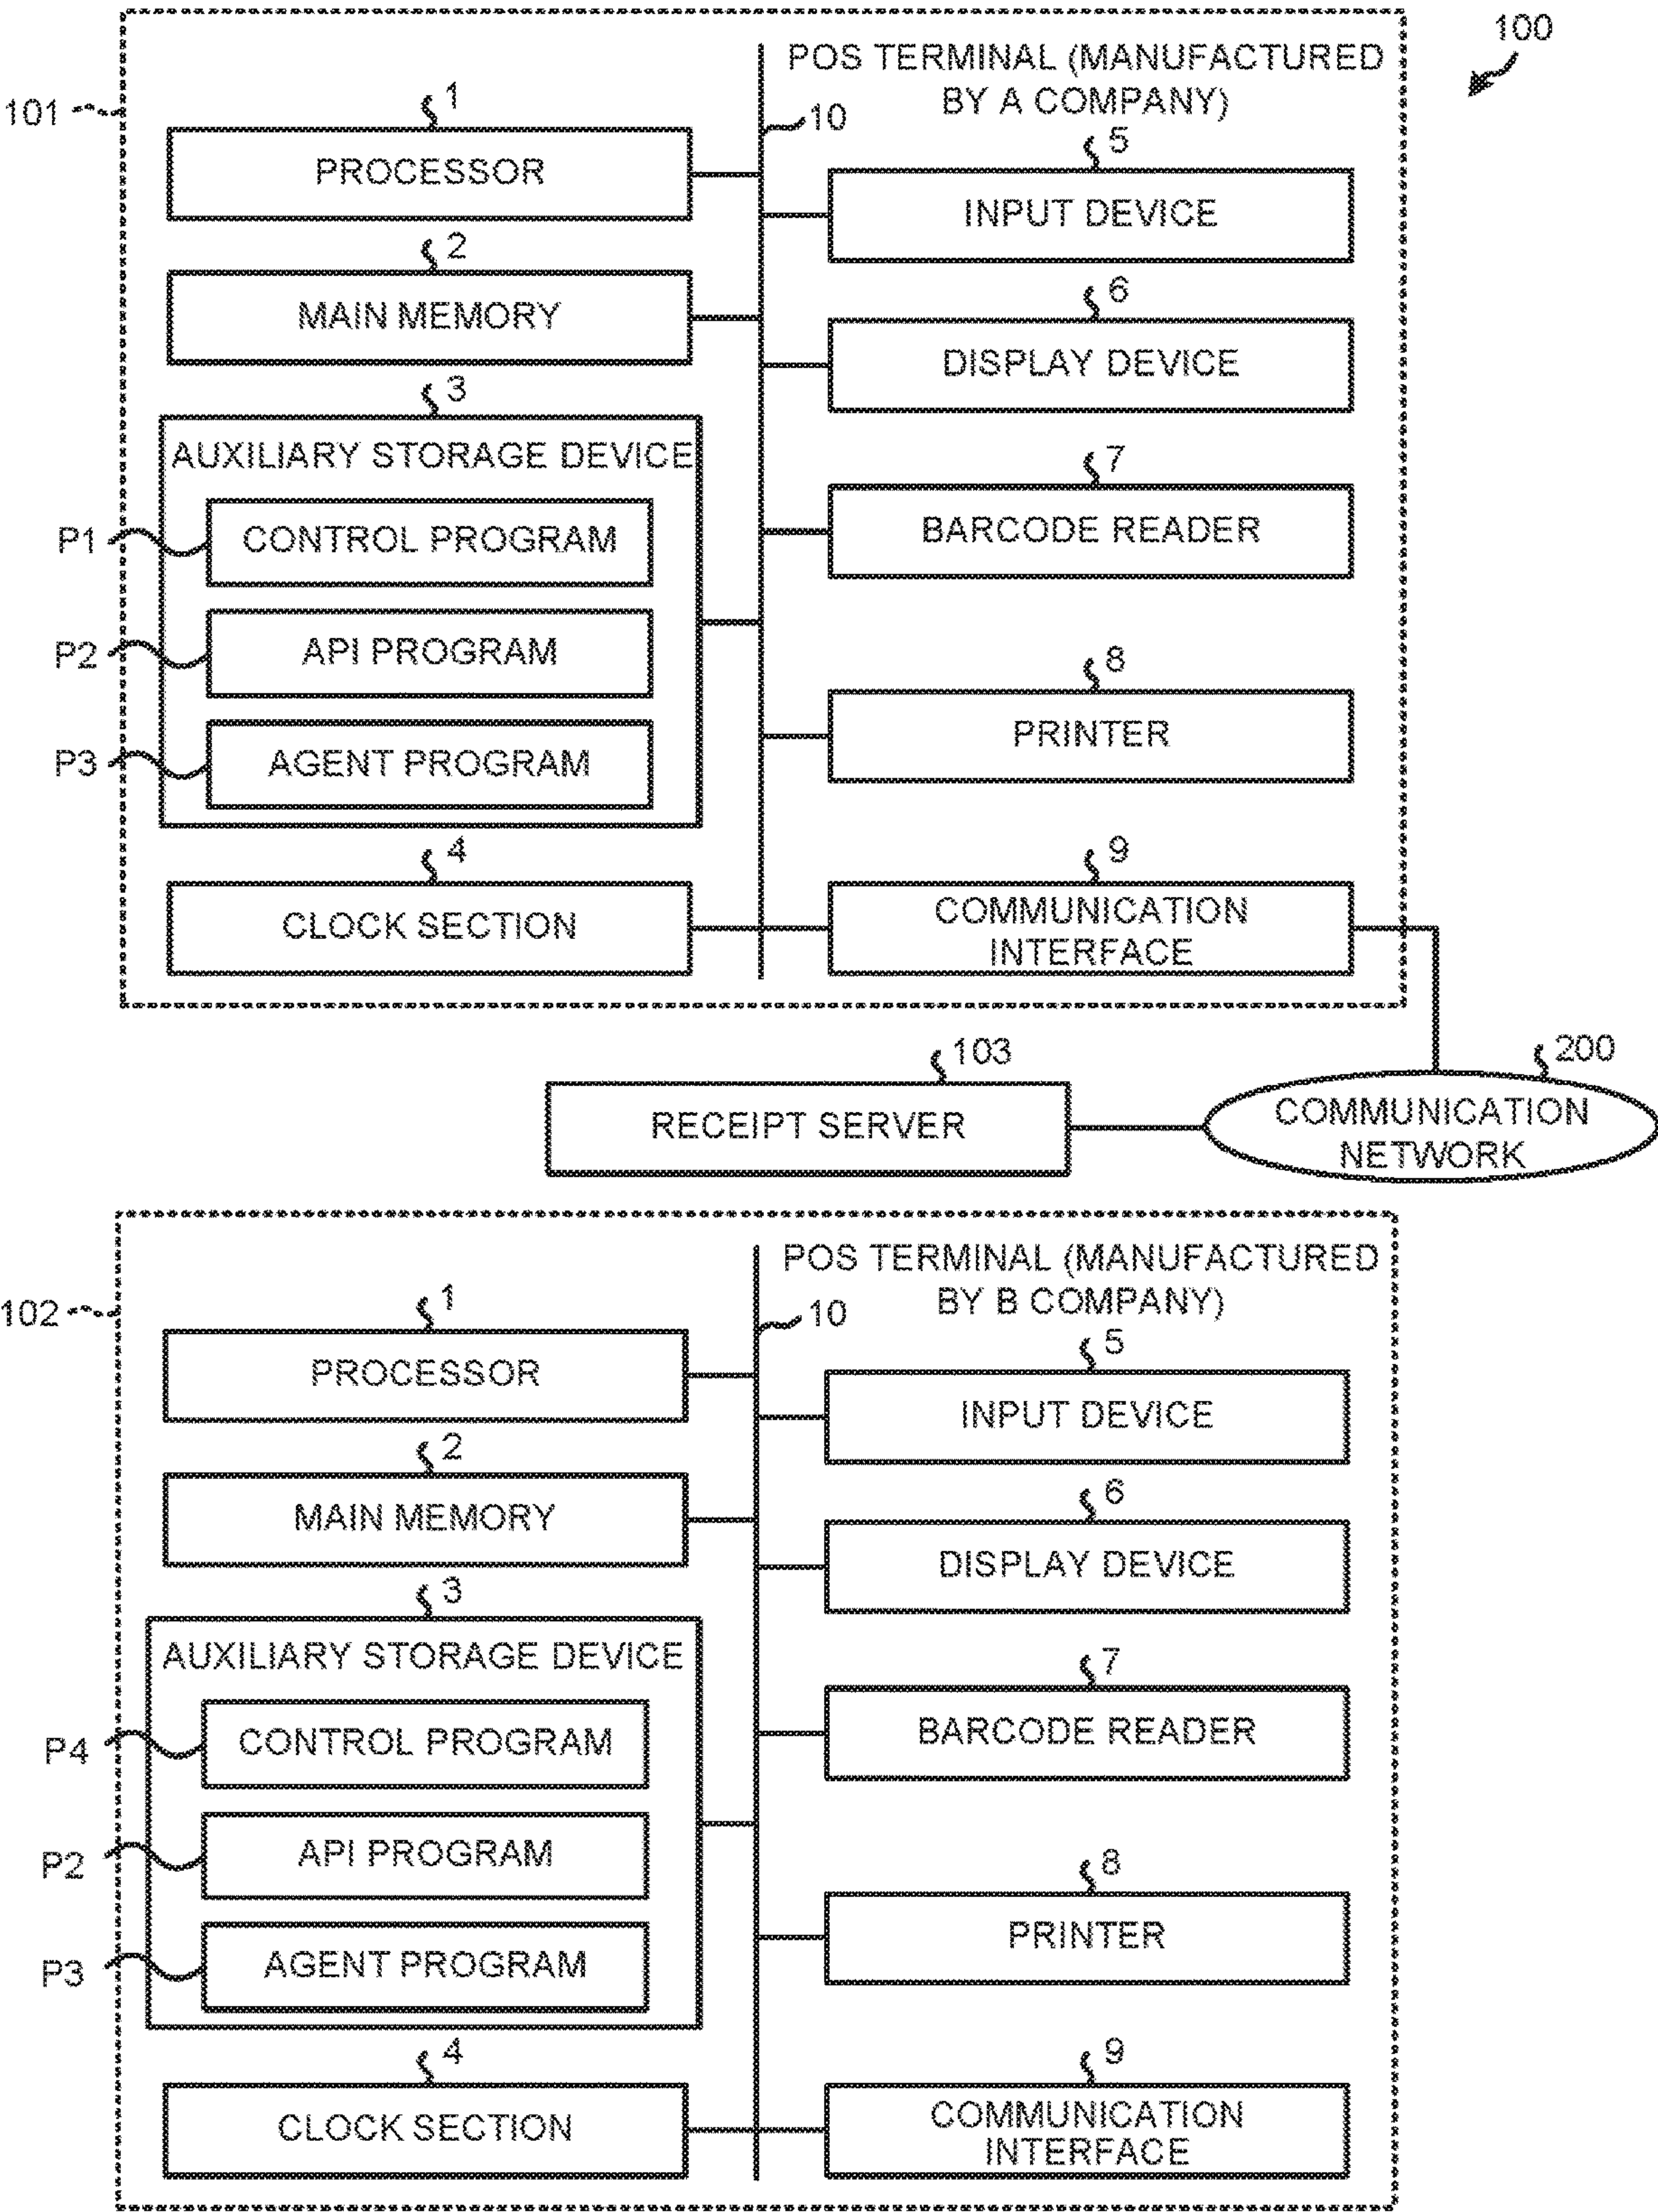 100
POS TERMINAL (MANUFACTURED
BY A COMPANY)
101
10
1
PROCESSOR
5
INPUT DEVICE
2
MAIN MEMORY
6
DISPLAY DEVICE
3
AUXILIARY STORAGE DEVICE
7
BARCODE READER
P1
CONTROL PROGRAM
P2
API PROGRAM
8
PRINTER
P3
AGENT PROGRAM
4
CLOCK SECTION
9
COMMUNICATION
INTERFACE
103
RECEIPT SERVER
200
COMMUNICATION
NETWORK
POS TERMINAL (MANUFACTURED
BY B COMPANY)
102
10
1
PROCESSOR
5
INPUT DEVICE
2
MAIN MEMORY
6
DISPLAY DEVICE
3
AUXILIARY STORAGE DEVICE
7
BARCODE READER
P4
CONTROL PROGRAM
P2
API PROGRAM
8
PRINTER
P3
AGENT PROGRAM
4
CLOCK SECTION
9
COMMUNICATION
INTERFACE